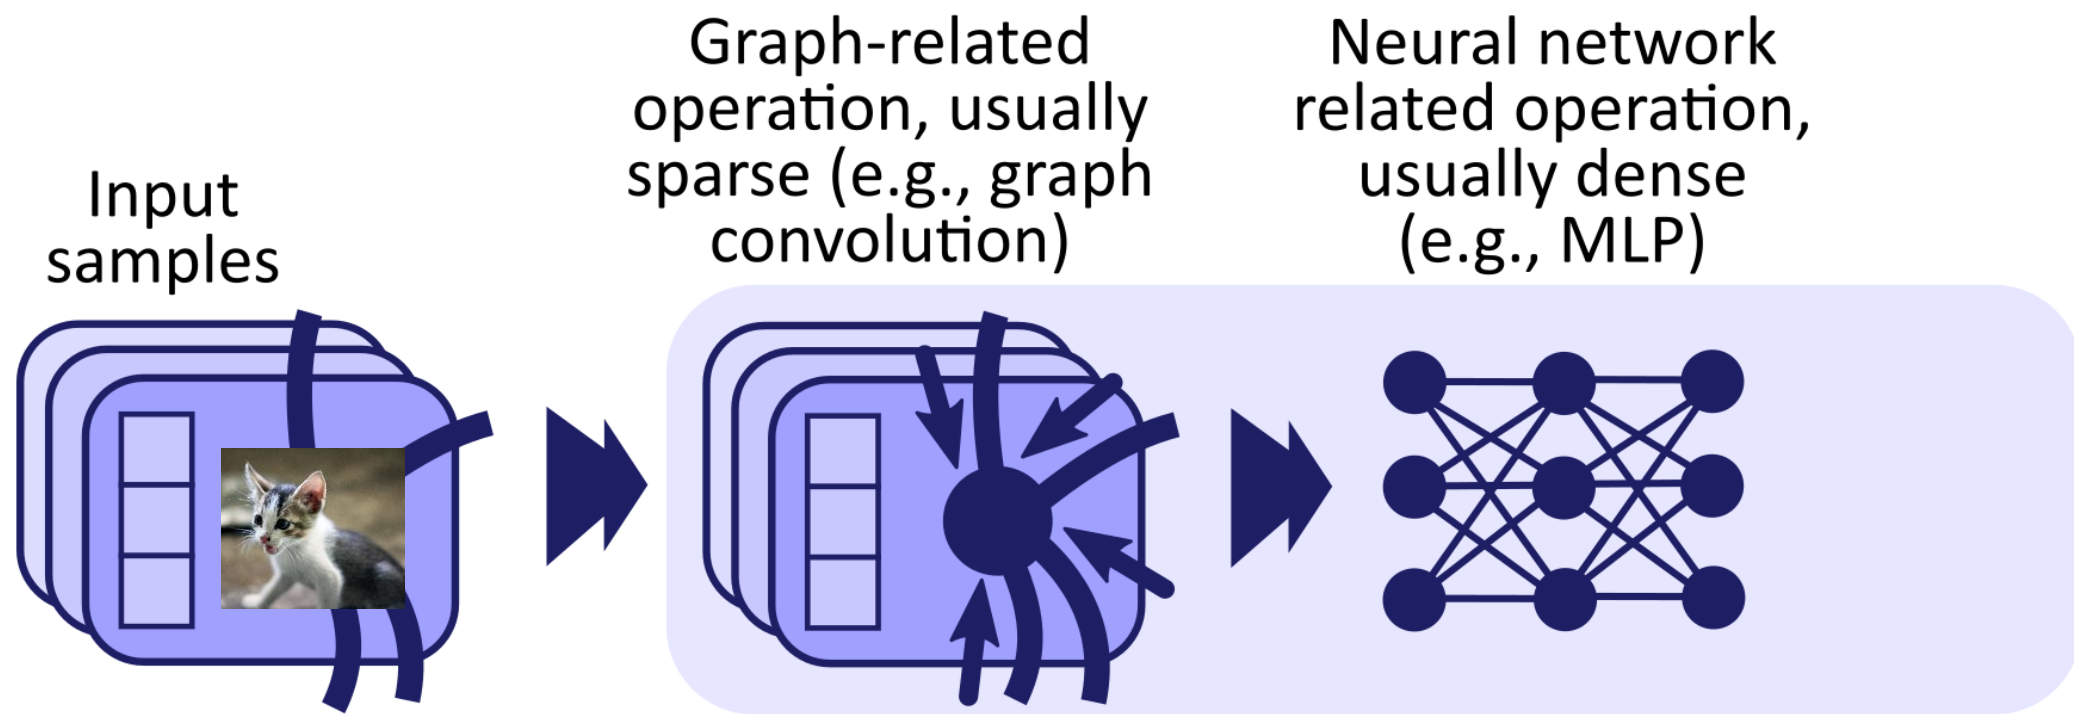 Input
samples
Graph-related
operation, usually
sparse (e.g., graph
convolution)
Neural network
related operation,
usually dense
(e.g., MLP)